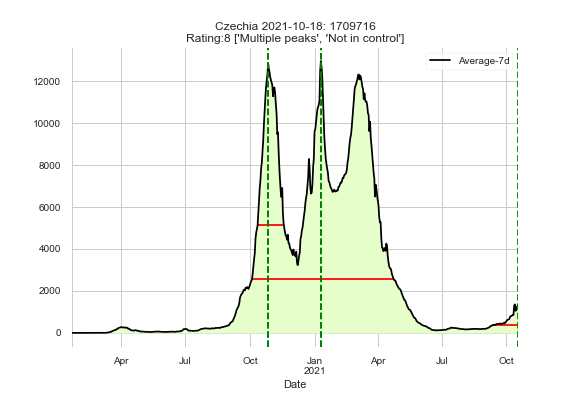 Czechia 2021-10-18: 1709716
Rating:8 ['Multiple peaks', 'Not in control']
Average-7d
12000
10000
8000
6000
4000
2000
0
Apr Jul Oct Jan Apr Jul Oct
2021
Date